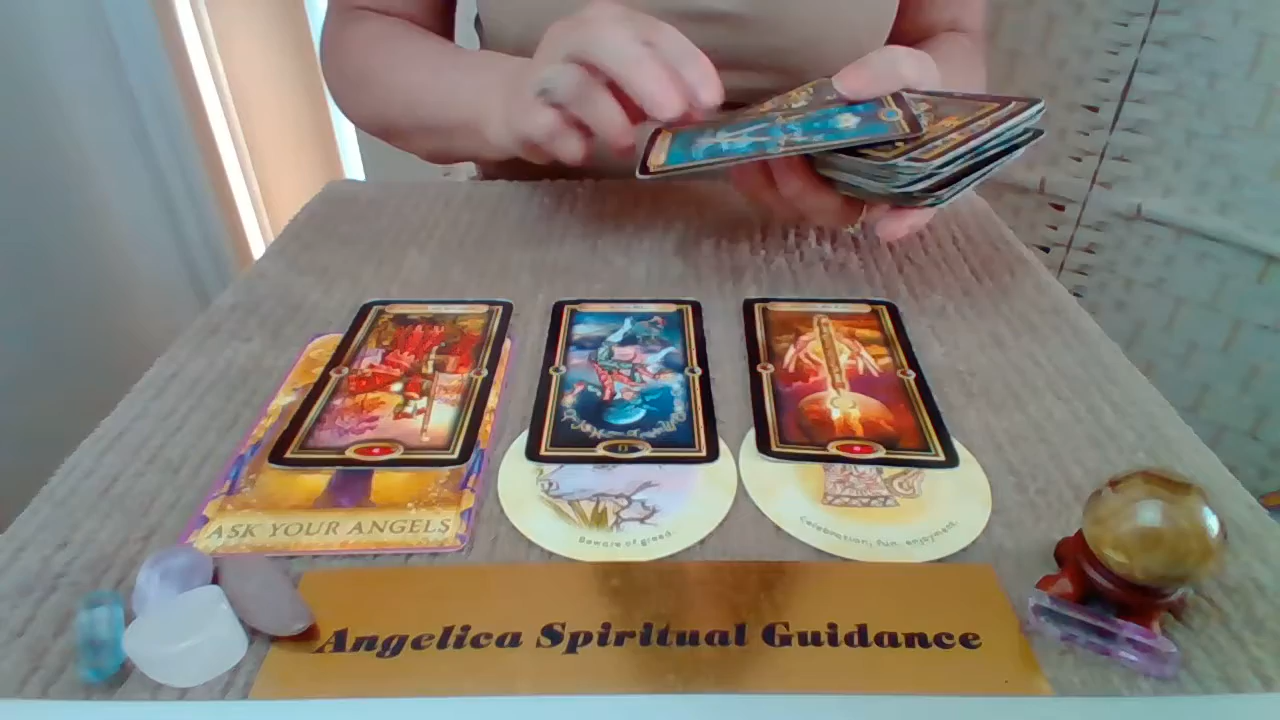 ASK YOUR ANGELS
Beware of greed.
Celebration, fun, enjoyment.
Angelica Spiritual Guidance